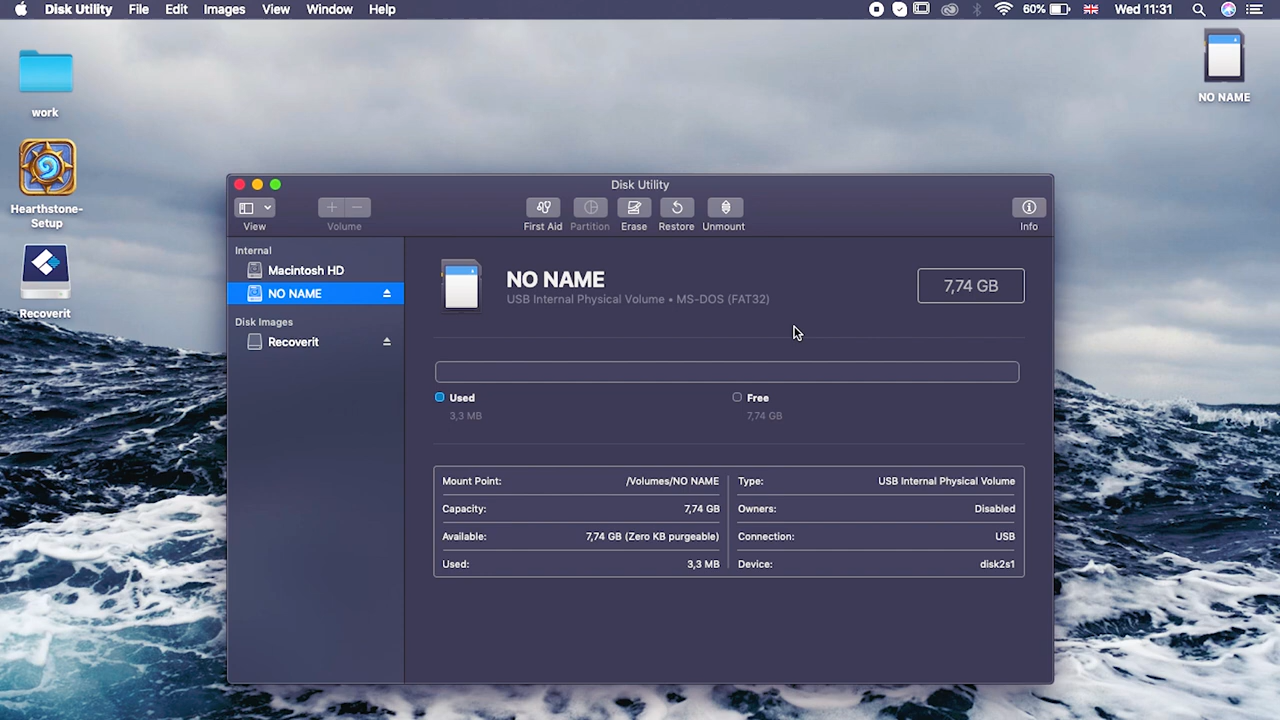 Disk Utility File Edit Images View Window Help 60% Wed 11:31
work
Hearthstone-
Setup
Recoverit
NO NAME
Disk Utility
View Volume First Aid Partition Erase Restore Unmount Info
Internal
Macintosh HD
NO NAME
Disk Images
Recoverit
NO NAME
USB Internal Physical Volume • MS-DOS (FAT32)
7,74 GB
Used Free
3,3 MB 7,74 GB
Mount Point: /Volumes/NO NAME Type: USB Internal Physical Volume
Capacity: 7,74 GB Owners: Disabled
Available: 7,74 GB (Zero KB purgeable) Connection: USB
Used: 3,3 MB Device: disk2s1